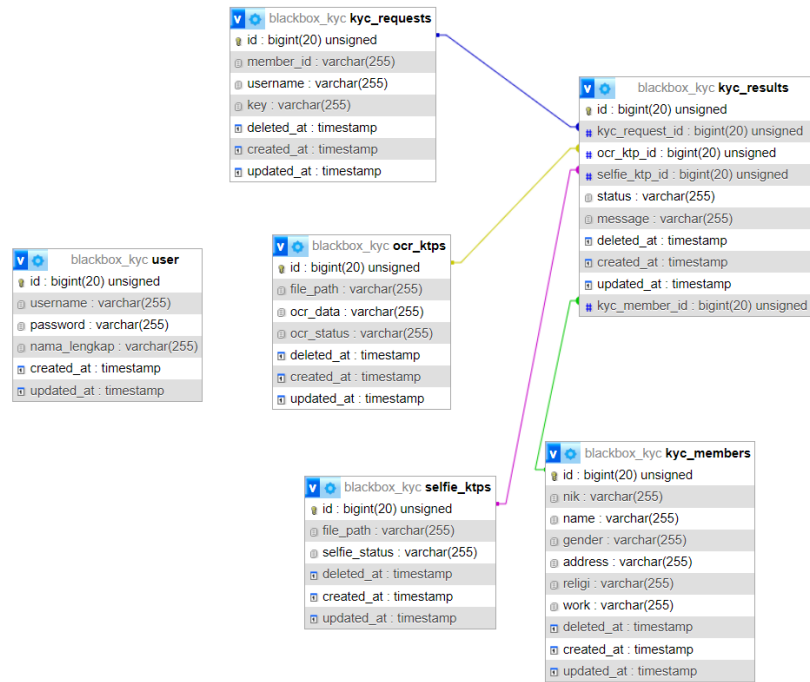 blackbox_kyc kyc_requests
id : bigint(20) unsigned
member_id : varchar(255)
username : varchar(255)
key : varchar(255)
deleted_at : timestamp
created_at : timestamp
updated_at : timestamp
blackbox_kyc kyc_results
id : bigint(20) unsigned
kyc_request_id : bigint(20) unsigned
ocr_ktp_id : bigint(20) unsigned
selfie_ktp_id : bigint(20) unsigned
status : varchar(255)
message : varchar(255)
deleted_at : timestamp
created_at : timestamp
updated_at : timestamp
kyc_member_id : bigint(20) unsigned
blackbox_kyc user
id : bigint(20) unsigned
username : varchar(255)
password : varchar(255)
nama_lengkap : varchar(255)
created_at : timestamp
updated_at : timestamp
blackbox_kyc ocr_ktps
id : bigint(20) unsigned
file_path : varchar(255)
ocr_data : varchar(255)
ocr_status : varchar(255)
deleted_at : timestamp
created_at : timestamp
updated_at : timestamp
blackbox_kyc selfie_ktps
id : bigint(20) unsigned
file_path : varchar(255)
selfie_status : varchar(255)
deleted_at : timestamp
created_at : timestamp
updated_at : timestamp
blackbox_kyc kyc_members
id : bigint(20) unsigned
nik : varchar(255)
name : varchar(255)
gender : varchar(255)
address : varchar(255)
religi : varchar(255)
work : varchar(255)
deleted_at : timestamp
created_at : timestamp
updated_at : timestamp